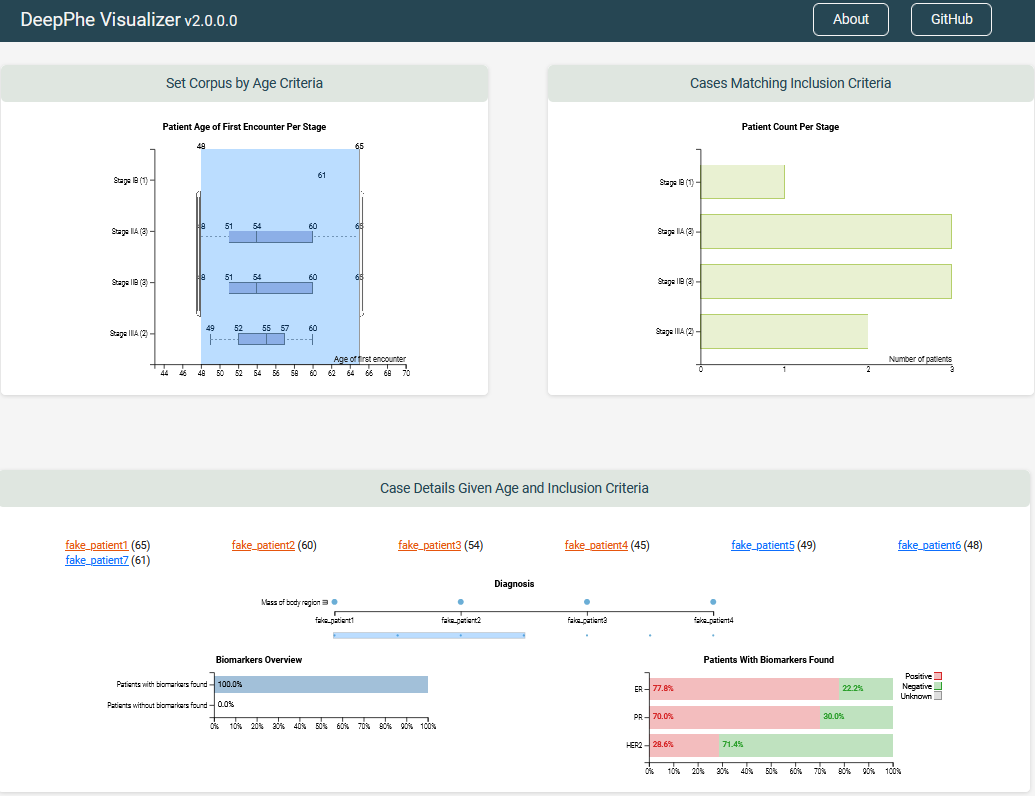 DeepPhe Visualizer v2.0.0.0
About
GitHub
Set Corpus by Age Criteria
Patient Age of First Encounter Per Stage
48 65
Stage IB (1) 61
Stage IIA (3) 48 51 54 60 65
Stage IIB (3) 48 51 54 60 65
Stage IIIA (2) 49 52 55 57 60
Age of first encounter
44 46 48 50 52 54 56 58 60 62 64 66 68 70
Cases Matching Inclusion Criteria
Patient Count Per Stage
Stage IB (1)
Stage IIA (3)
Stage IIB (3)
Stage IIIA (2)
Number of patients
0 1 2 3
Case Details Given Age and Inclusion Criteria
fake_patient1 (65) fake_patient2 (60) fake_patient3 (54) fake_patient4 (45) fake_patient5 (49) fake_patient6 (48)
fake_patient7 (61)
Diagnosis
Mass of body region
fake_patient1 fake_patient2 fake_patient3 fake_patient4
Biomarkers Overview
Patients with biomarkers found 100.0%
Patients without biomarkers found 0.0%
0% 10% 20% 30% 40% 50% 60% 70% 80% 90% 100%
Patients With Biomarkers Found
Positive
Negative
Unknown
ER 77.8% 22.2%
PR 70.0% 30.0%
HER2 28.6% 71.4%
0% 10% 20% 30% 40% 50% 60% 70% 80% 90% 100%